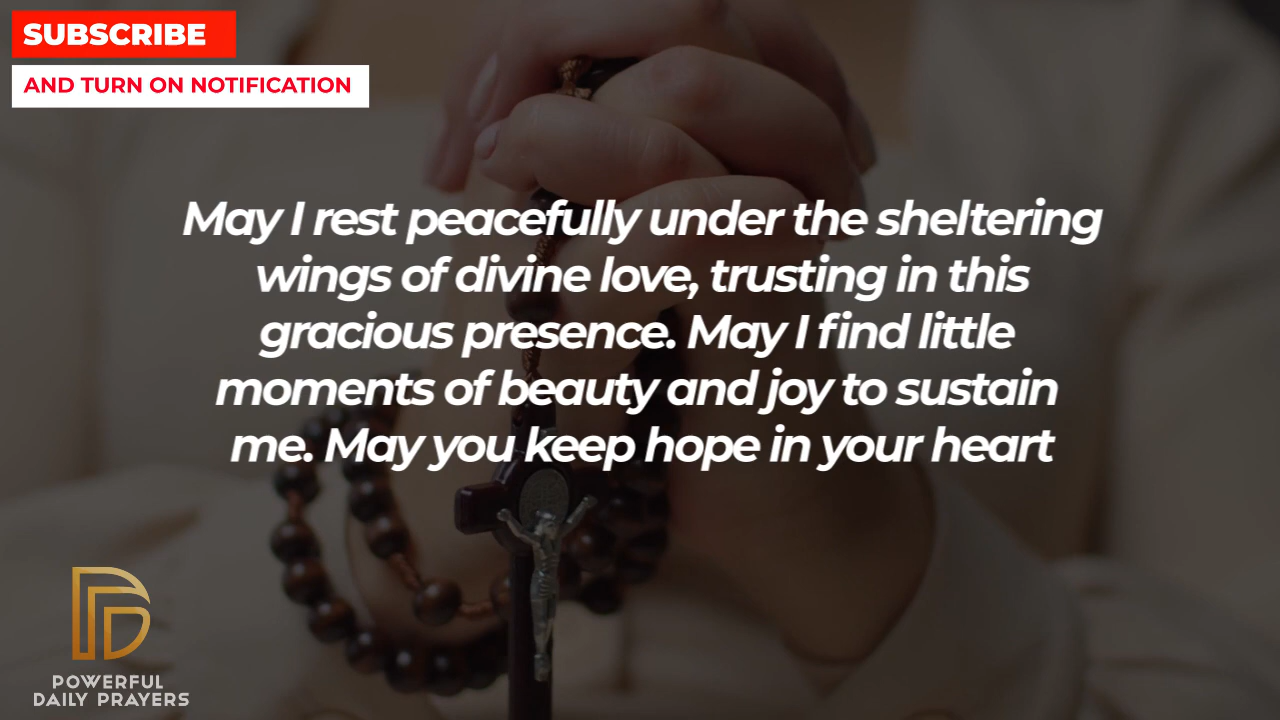 SUBSCRIBE
AND TURN ON NOTIFICATION
May I rest peacefully under the sheltering
wings of divine love, trusting in this
gracious presence. May I find little
moments of beauty and joy to sustain
me. May you keep hope in your heart
POWERFUL
DAILY PRAYERS